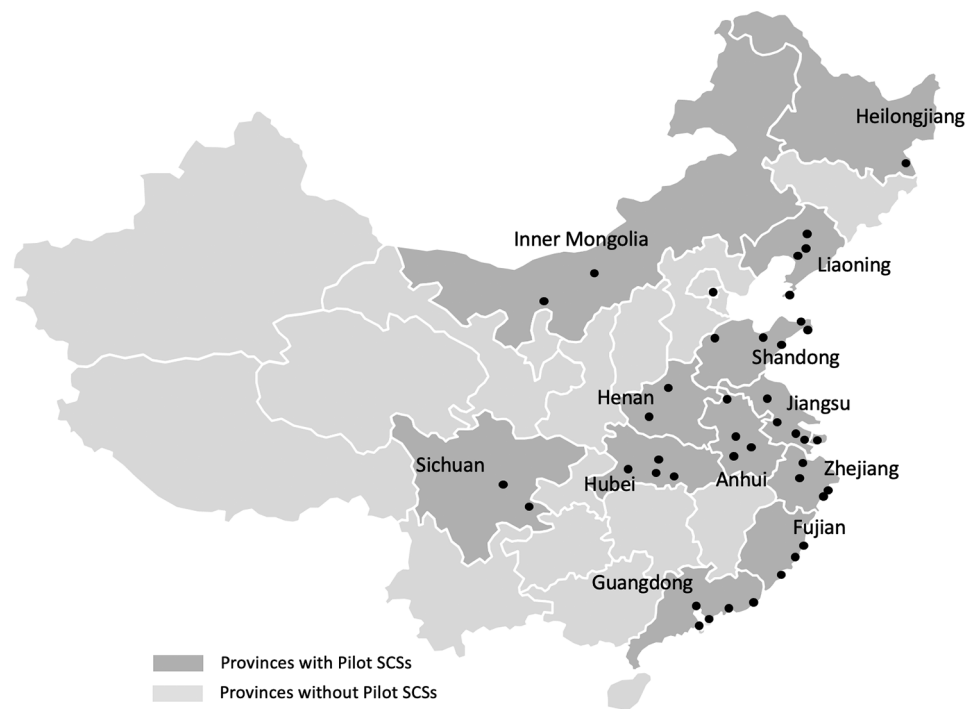 Heilongjiang
Inner Mongolia
Liaoning
Shandong
Henan
Jiangsu
Sichuan
Hubei
Anhui
Zhejiang
Fujian
Guangdong
Provinces with Pilot SCSs
Provinces without Pilot SCSs